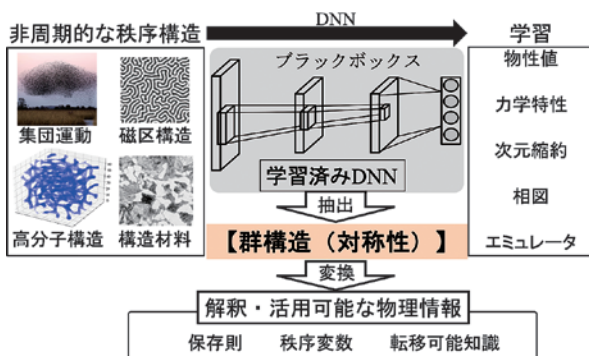 DNN
非周期的な秩序構造
学習
ブラックボックス
集団運動
磁区構造
高分子構造
構造材料
学習済みDNN
物性値
力学特性
次元縮約
相図
エミュレータ
抽出
【群構造（対称性）】
変換
解釈・活用可能な物理情報
保存則 秩序変数 転移可能知識